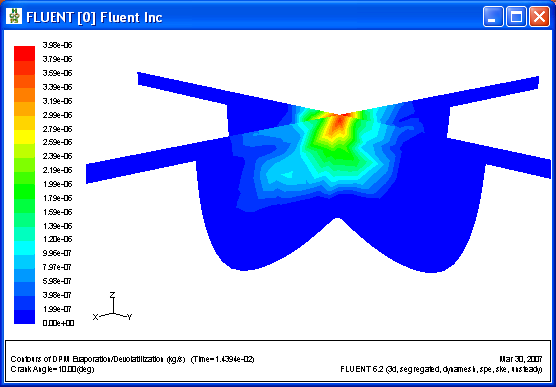 FLUENT [0] Fluent Inc
3.98e-06
3.79e-06
3.59e-06
3.39e-06
3.19e-06
2.99e-06
2.79e-06
2.59e-06
2.39e-06
2.19e-06
1.99e-06
1.79e-06
1.59e-06
1.39e-06
1.20e-06
9.96e-07
7.97e-07
5.98e-07
3.98e-07
1.99e-07
0.00e+00
Z
X Y
Contours of DPM Evaporation/Devolatilization (kg/s) (Time=1.4394e-02) Mar 30, 2007
Crank Angle=10.00(deg) FLUENT 6.2 (3d, segregated, dynamesh, spe, ske, unsteady)